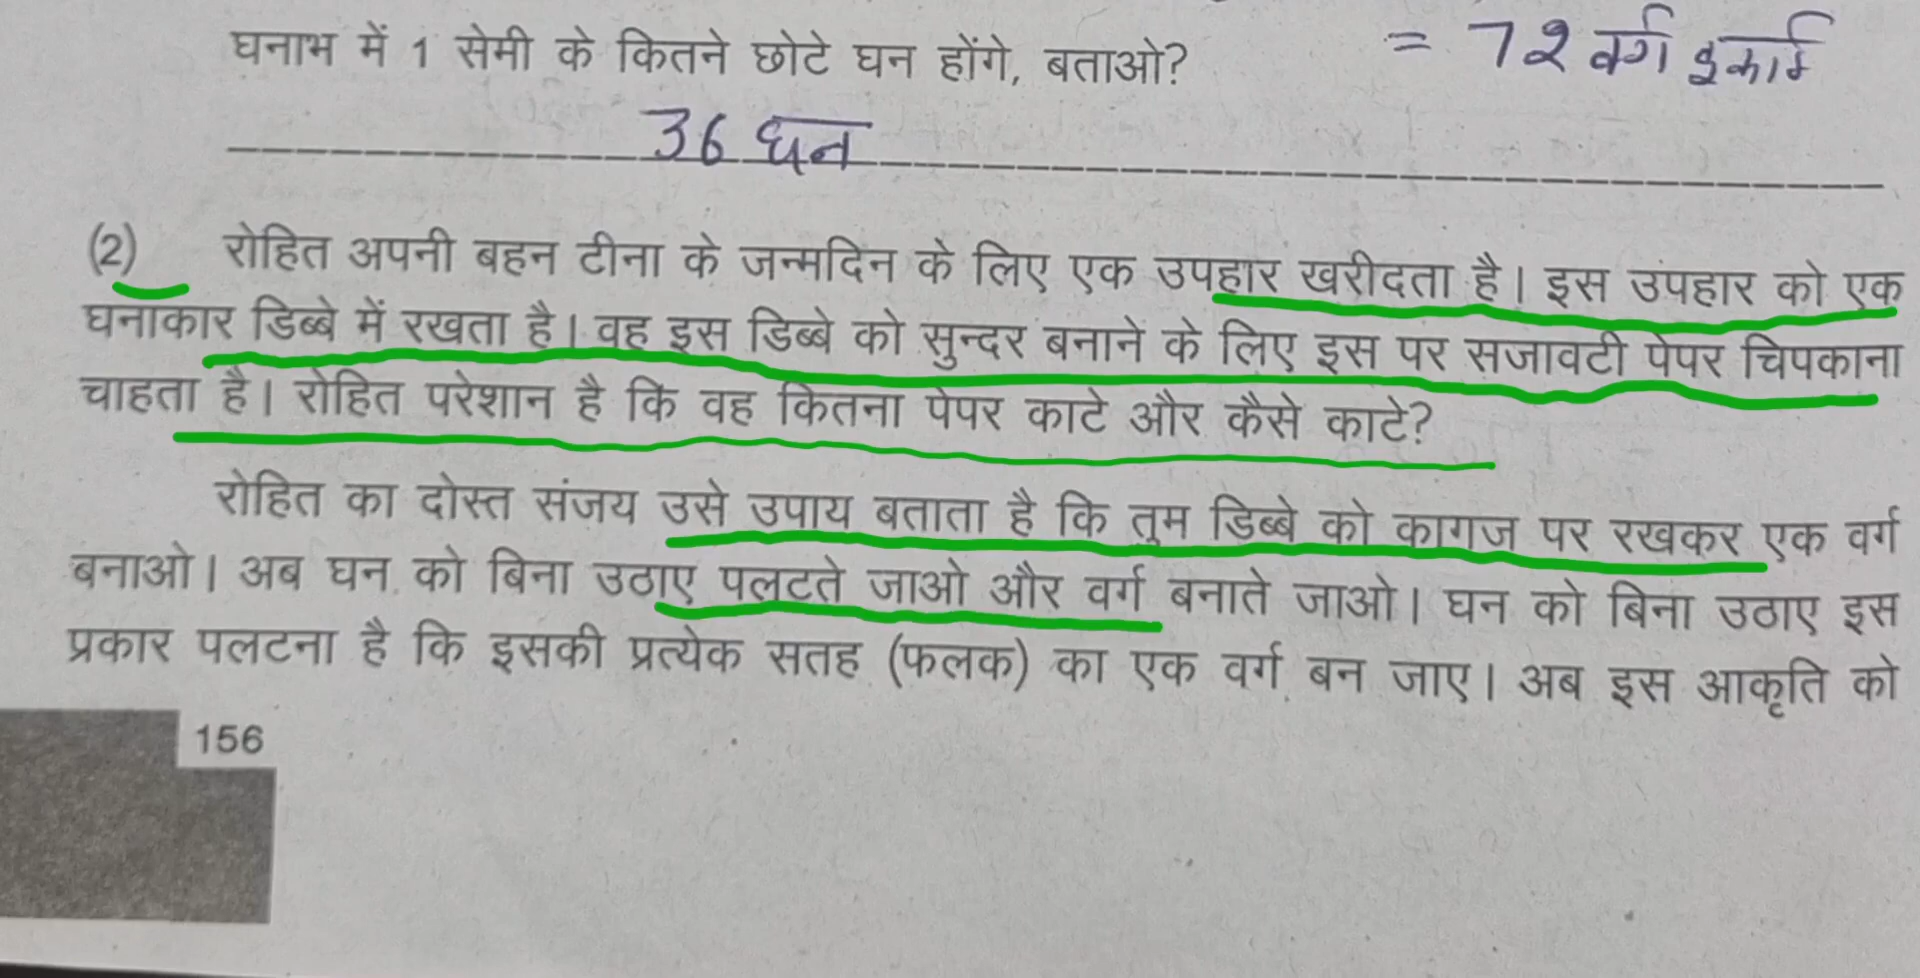 घनाभ में 1 सेमी के कितने छोटे घन होंगे, बताओ?
= 72 वर्ग इकाई
36 घन
(2) रोहित अपनी बहन टीना के जन्मदिन के लिए एक उपहार खरीदता है। इस उपहार को एक
घनाकार डिब्बे में रखता है। वह इस डिब्बे को सुन्दर बनाने के लिए इस पर सजावटी पेपर चिपकाना
चाहता है। रोहित परेशान है कि वह कितना पेपर काटे और कैसे काटे?
रोहित का दोस्त संजय उसे उपाय बताता है कि तुम डिब्बे को कागज पर रखकर एक वर्ग
बनाओ। अब घन को बिना उठाए पलटते जाओ और वर्ग बनाते जाओ। घन को बिना उठाए इस
प्रकार पलटना है कि इसकी प्रत्येक सतह (फलक) का एक वर्ग बन जाए। अब इस आकृति को
156